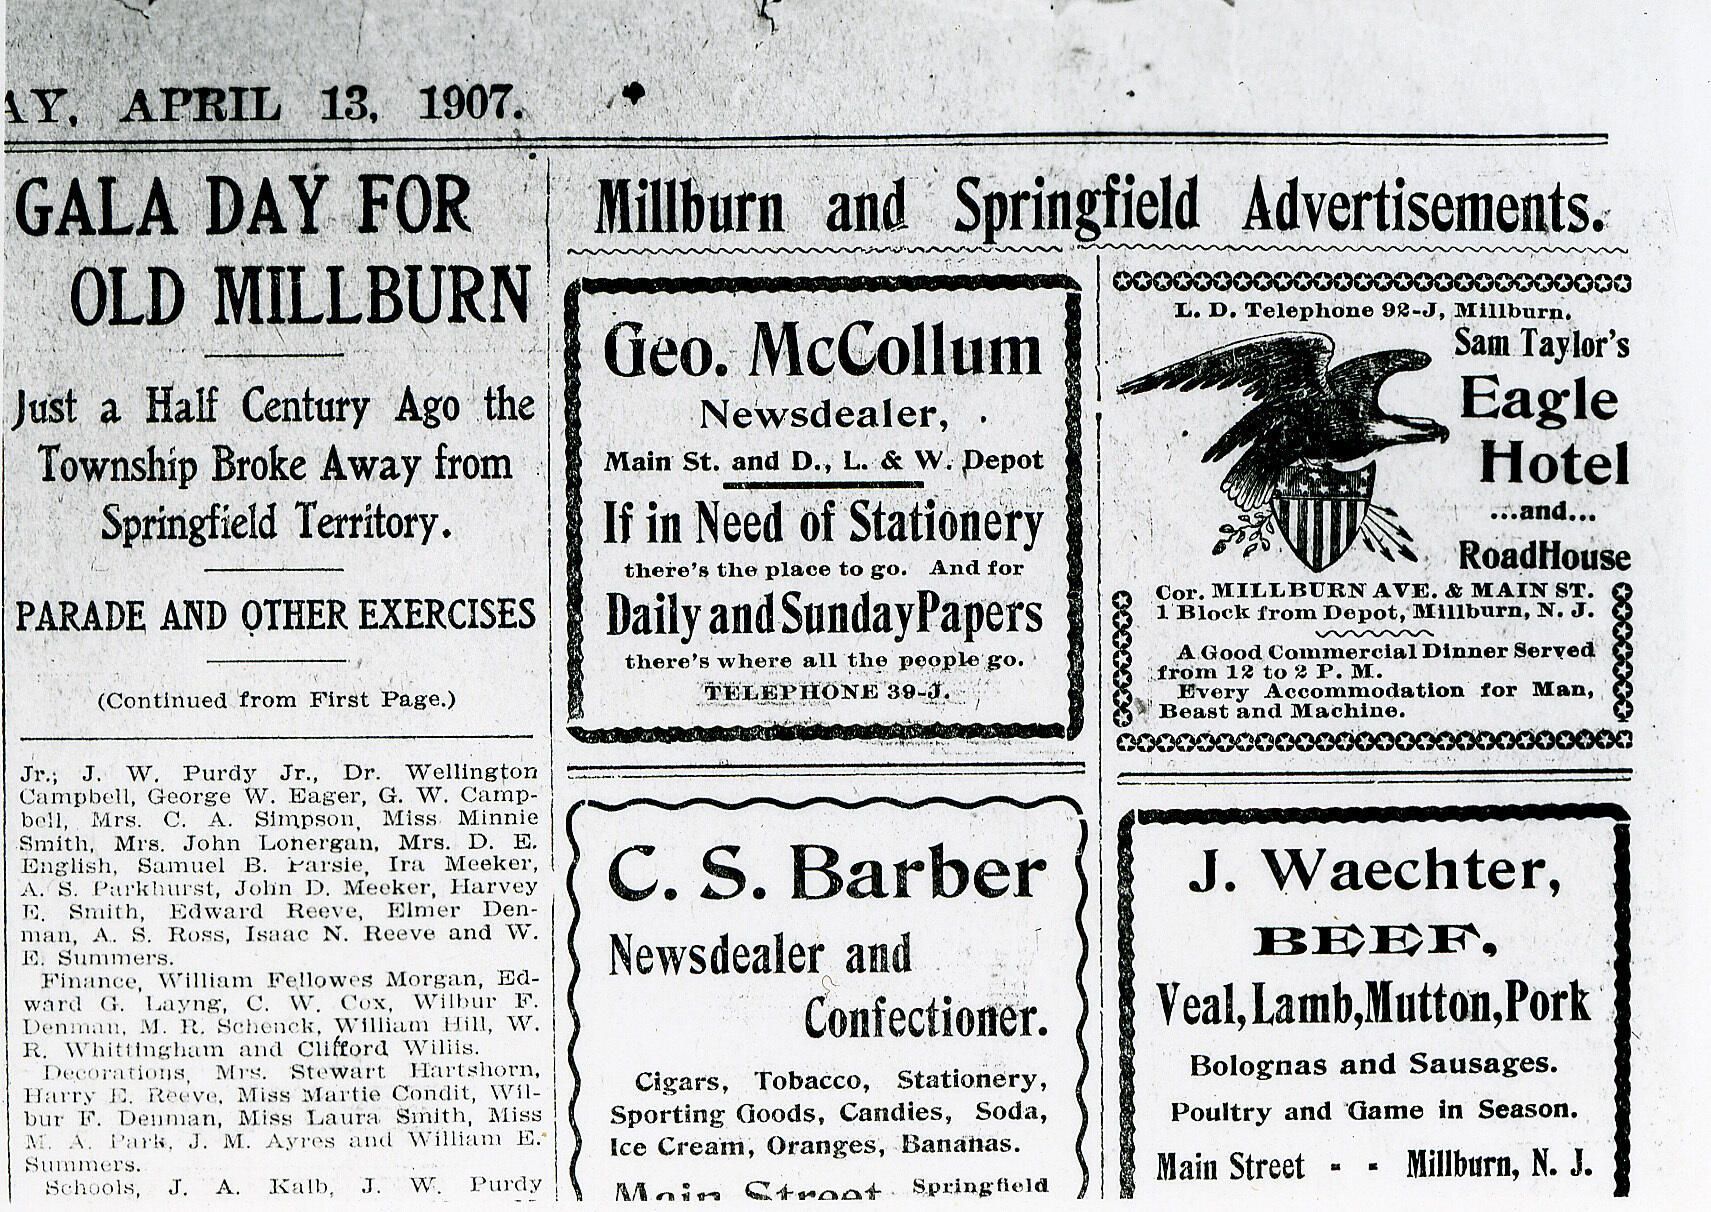 AY, APRIL 13, 1907.
GALA DAY FOR
OLD MILLBURN
Just a Half Century Ago the
Township Broke Away from
Springfield Territory.
PARADE AND OTHER EXERCISES
(Continued from First Page.)
Jr.; J. W. Purdy Jr., Dr. Wellington
Campbell, George W. Eager, G. W. Camp-
bell, Mrs. C. A. Simpson, Miss Minnie
Smith, Mrs. John Lonergan, Mrs. D. E.
English, Samuel B. Parsie, Ira Meeker,
A. S. Parkhurst, John D. Meeker, Harvey
E. Smith, Edward Reeve, Elmer Den-
man, A. S. Ross, Isaac N. Reeve and W.
E. Summers.
Finance, William Fellowes Morgan, Ed-
ward G. Layng, C. W. Cox, Wilbur F.
Denman, M. R. Schenck, William Hill, W.
R. Whittingham and Clifford Willis.
Decorations, Mrs. Stewart Hartshorn,
Harry E. Reeve, Miss Martie Condit, Wil-
bur F. Denman, Miss Laura Smith, Miss
M. A. Park, J. M. Ayres and William E.
Summers.
Schools, J. A. Kalb, J. W. Purdy
Millburn and Springfield Advertisements.
Geo. McCollum
Newsdealer,
Main St. and D., L. & W. Depot
If in Need of Stationery
there's the place to go. And for
Daily and Sunday Papers
there's where all the people go.
TELEPHONE 39-J.
C. S. Barber
Newsdealer and
Confectioner.
Cigars, Tobacco, Stationery,
Sporting Goods, Candies, Soda,
Ice Cream, Oranges, Bananas.
Main Street Springfield
L. D. Telephone 92-J, Millburn.
Sam Taylor's
Eagle
Hotel
...and...
RoadHouse
Cor. MILLBURN AVE. & MAIN ST.
1 Block from Depot, Millburn, N. J.
A Good Commercial Dinner Served
from 12 to 2 P. M.
Every Accommodation for Man,
Beast and Machine.
J. Waechter,
BEEF,
Veal, Lamb, Mutton, Pork
Bolognas and Sausages.
Poultry and Game in Season.
Main Street - - Millburn, N. J.